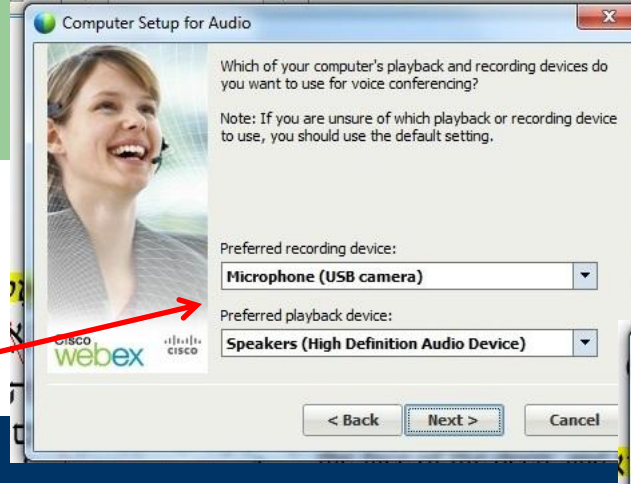 Computer Setup for Audio
Which of your computer's playback and recording devices do
you want to use for voice conferencing?
Note: If you are unsure of which playback or recording device
to use, you should use the default setting.
Preferred recording device:
Microphone (USB camera)
Preferred playback device:
Speakers (High Definition Audio Device)
cisco
webex
cisco
< Back
Next >
Cancel